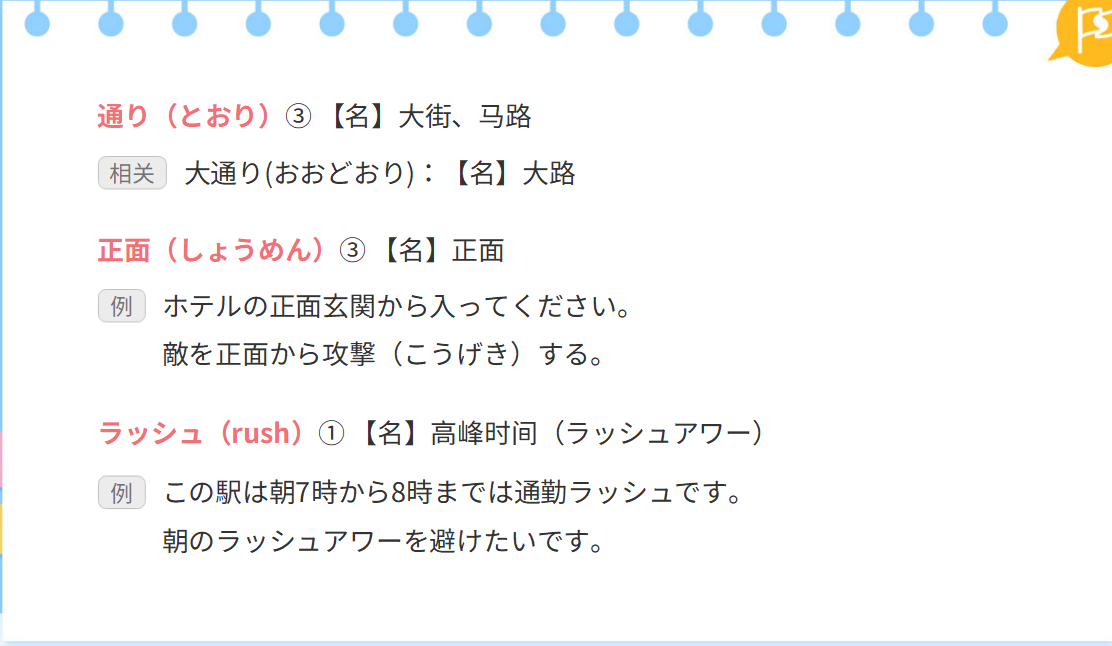 通り（とおり）③ 【名】大街、马路
相关 大通り(おおどおり)：【名】大路
正面（しょうめん）③ 【名】正面
例 ホテルの正面玄関から入ってください。
敵を正面から攻撃（こうげき）する。
ラッシュ（rush）① 【名】高峰时间（ラッシュアワー）
例 この駅は朝7時から8時までは通勤ラッシュです。
朝のラッシュアワーを避けたいです。